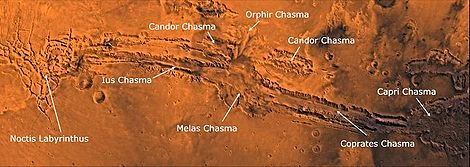 Orphir Chasma
Candor Chasma
Candor Chasma
Ius Chasma
Capri Chasma
Melas Chasma
Noctis Labyrinthus
Coprates Chasma